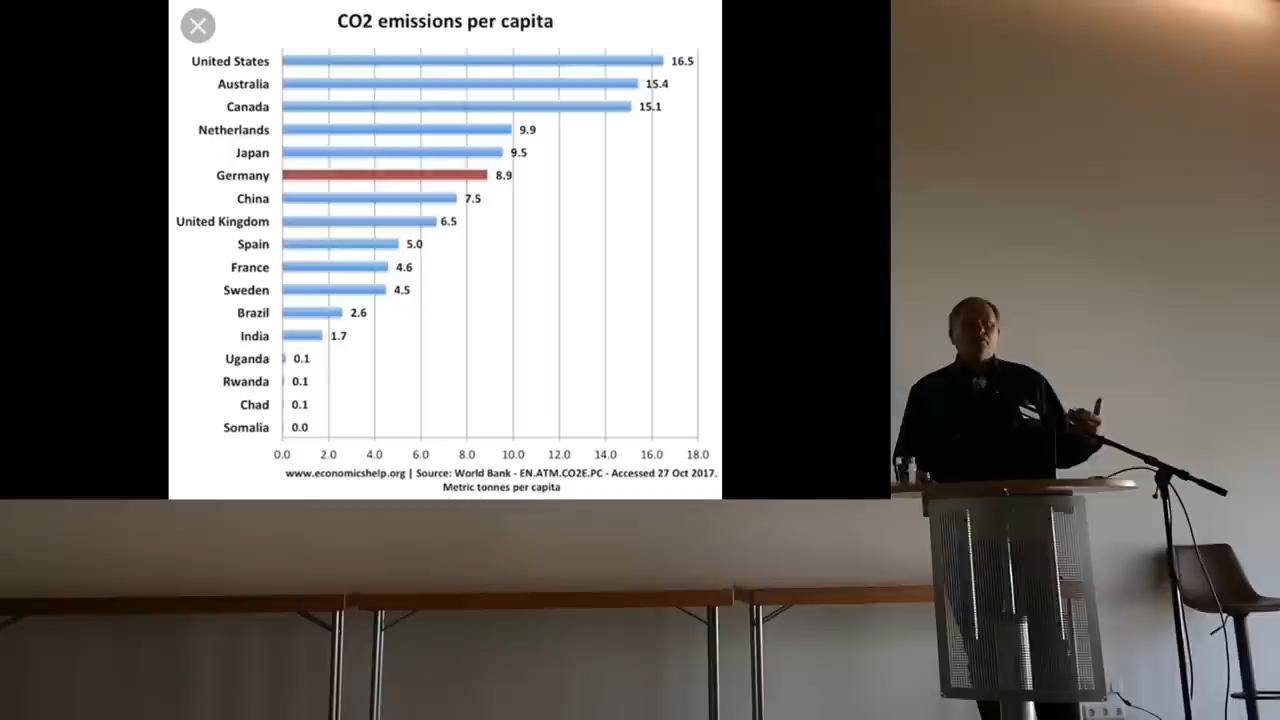 CO2 emissions per capita
United States 16.5
Australia 15.4
Canada 15.1
Netherlands 9.9
Japan 9.5
Germany 8.9
China 7.5
United Kingdom 6.5
Spain 5.0
France 4.6
Sweden 4.5
Brazil 2.6
India 1.7
Uganda 0.1
Rwanda 0.1
Chad 0.1
Somalia 0.0
0.0 2.0 4.0 6.0 8.0 10.0 12.0 14.0 16.0 18.0
www.economicshelp.org | Source: World Bank - EN.ATM.CO2E.PC - Accessed 27 Oct 2017.
Metric tonnes per capita